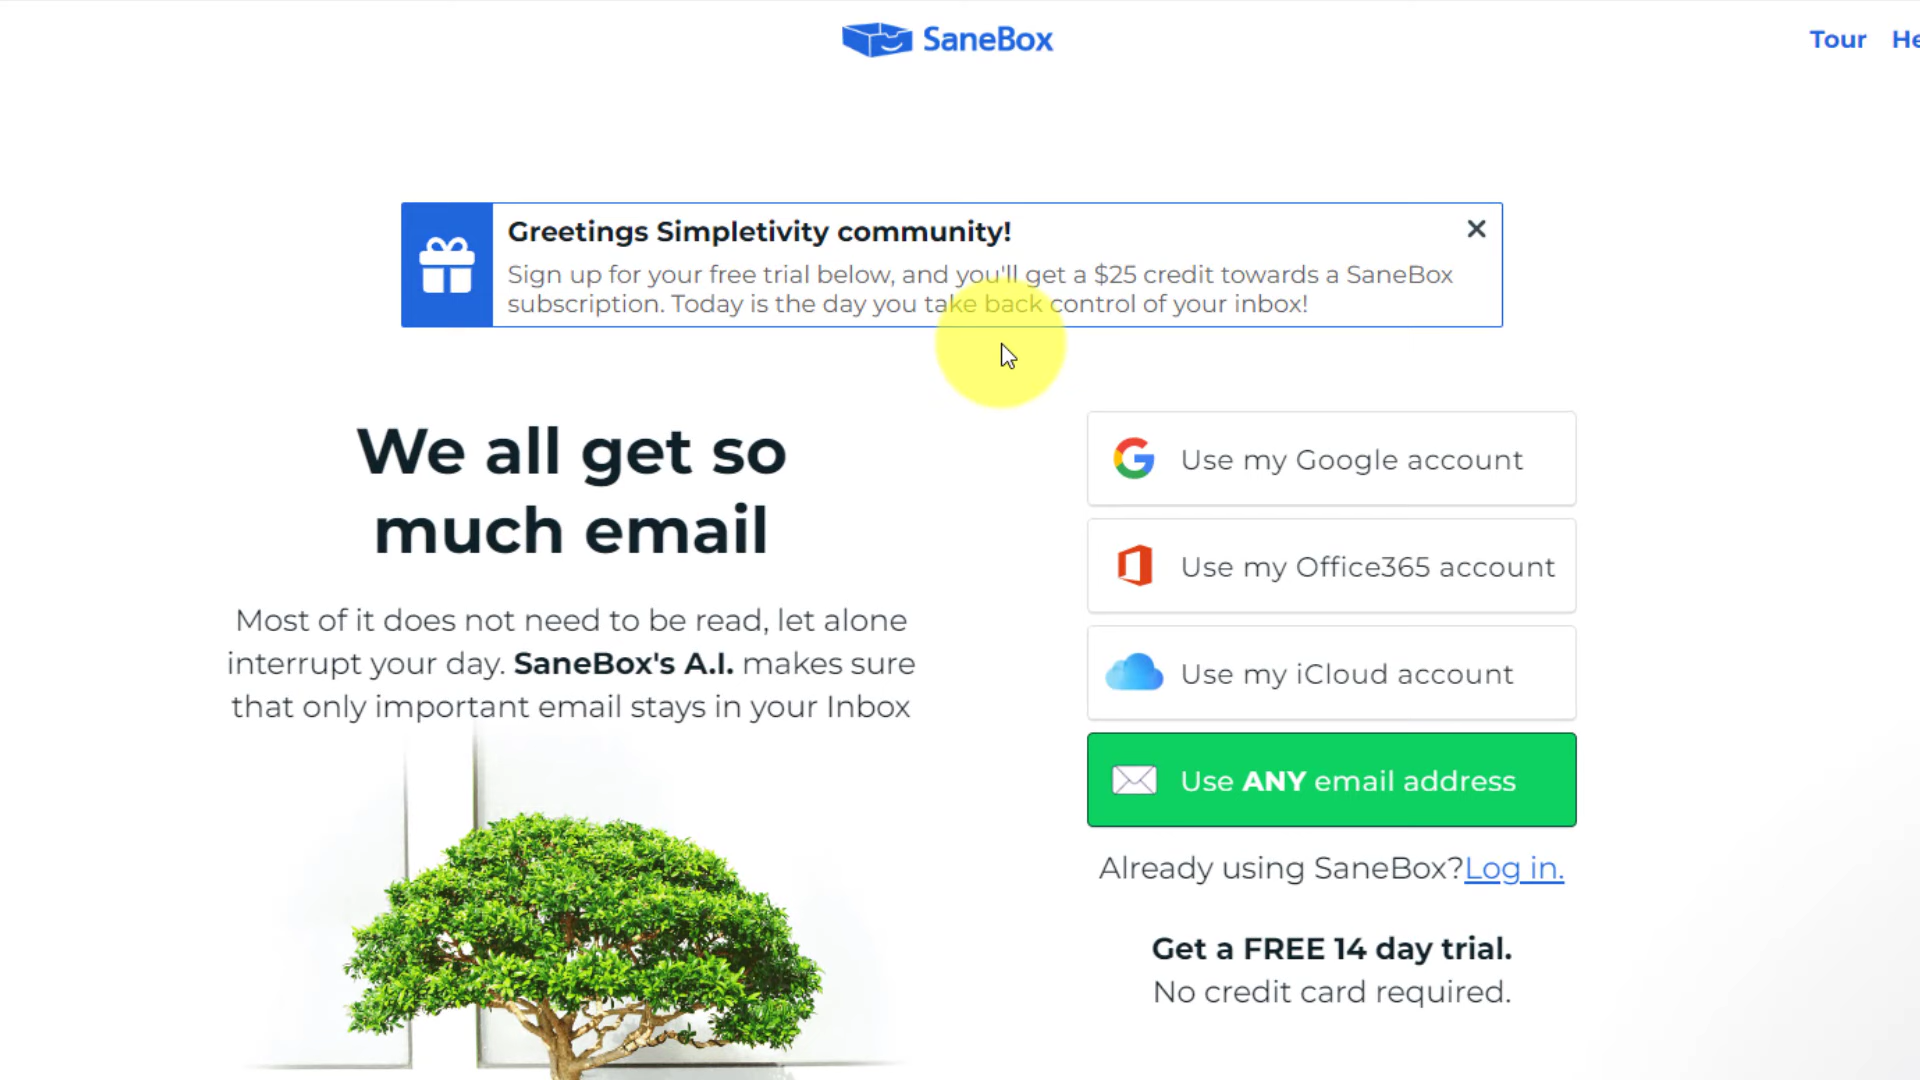 SaneBox
Tour
Greetings Simpletivity community!
Sign up for your free trial below, and you'll get a $25 credit towards a SaneBox
subscription. Today is the day you take back control of your inbox!
We all get so
much email
Most of it does not need to be read, let alone
interrupt your day. SaneBox's A.I. makes sure
that only important email stays in your Inbox
Use my Google account
Use my Office365 account
Use my iCloud account
Use ANY email address
Already using SaneBox?Log in.
Get a FREE 14 day trial.
No credit card required.